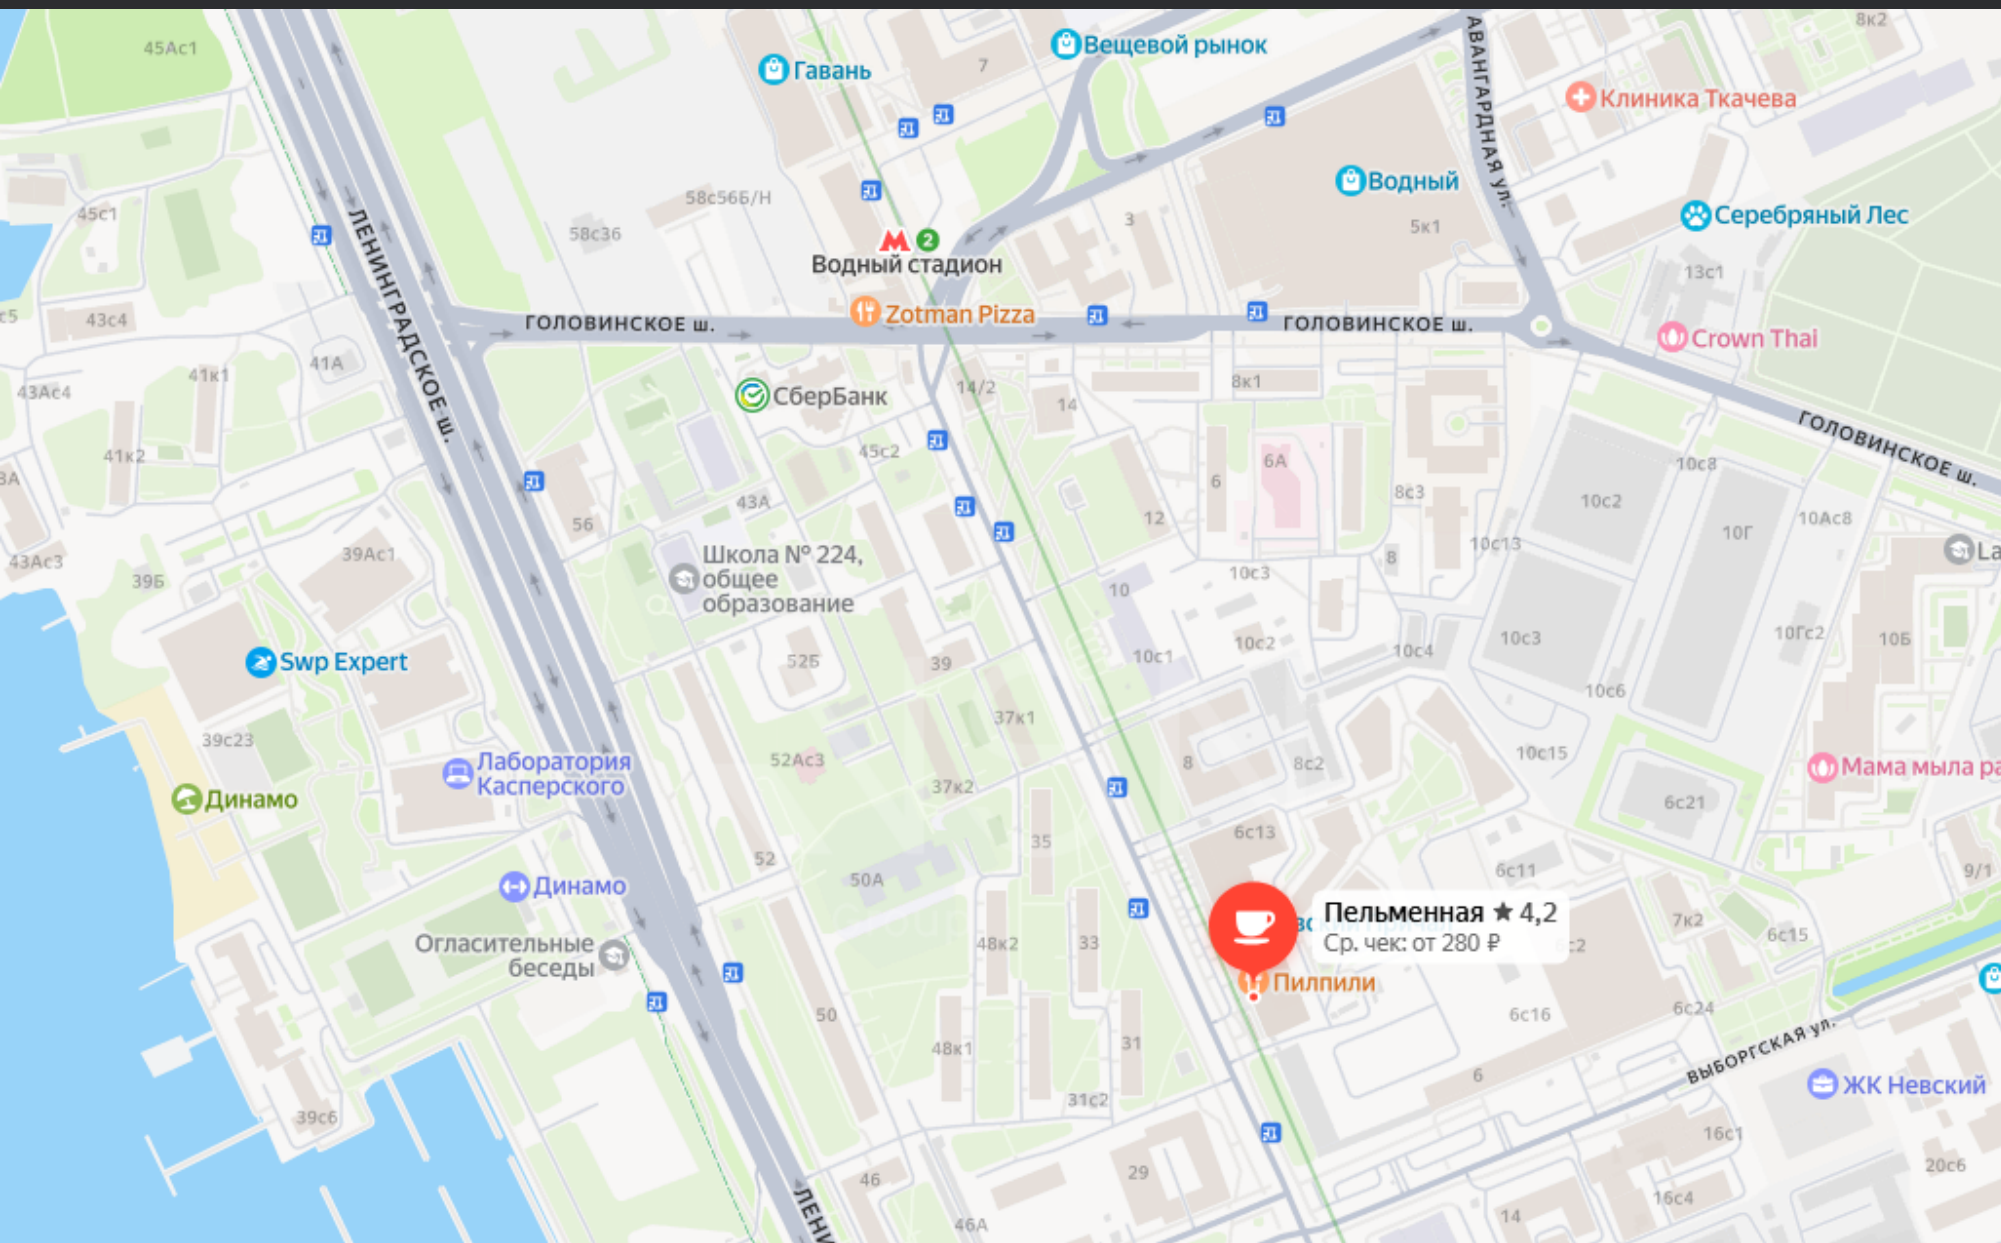 45Ас1
Гавань
7
Вещевой рынок
АВАНГАРДНАЯ ул.
8к2
Клиника Ткачева
58с56Б/Н
Водный
5к1
3
45с1
58с36
2
Водный стадион
Серебряный Лес
13с1
ЛЕНИНГРАДСКОЕ ш.
с5
43с4
ГОЛОВИНСКОЕ ш.
Zotman Pizza
ГОЛОВИНСКОЕ ш.
Crown Thai
41А
41к1
43Ас4
СберБанк
14/2
14
8к1
ГОЛОВИНСКОЕ ш.
41к2
45с2
6А
6
10с8
3А
43А
8с3
10с2
56
12
10Г
10Ас8
10с13
La
43Ас3
39Ас1
39Б
Школа № 224,
общее
образование
8
10с3
10
10с2
10с4
10с3
10Гс2
10Б
Swp Expert
52Б
39
10с1
10с6
37к1
39с23
Лаборатория
Касперского
52Ас3
37к2
8
8с2
10с15
Мама мыла ра
Динамо
6с21
35
6с13
52
50А
6с11
9/1
Динамо
Пельменная ★ 4,2
Ср. чек: от 280 ₽
7к2
6с15
Огласительные
беседы
48к2
33
с2
Пилпили
50
6с16
6с24
48к1
31
6
ВЫБОРГСКАЯ ул.
ЖК Невский
31с2
39с6
16с1
46
29
20с6
16с4
46А
14
ЛЕНИ